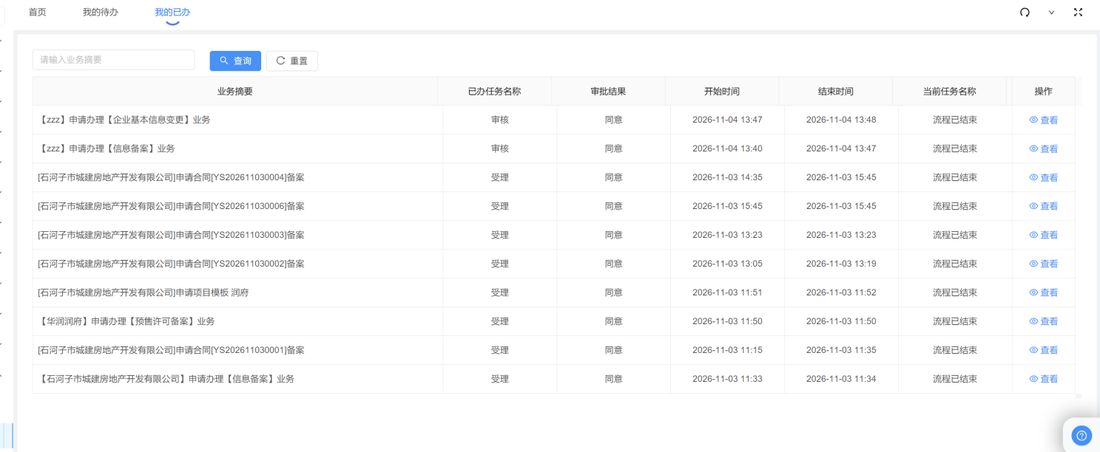 首页 我的待办 我的已办
请输入业务摘要 查询 重置
业务摘要 已办任务名称 审批结果 开始时间 结束时间 当前任务名称 操作
【zzz】申请办理【企业基本信息变更】业务 审核 同意 2026-11-04 13:47 2026-11-04 13:48 流程已结束 查看
【zzz】申请办理【信息备案】业务 审核 同意 2026-11-04 13:40 2026-11-04 13:47 流程已结束 查看
[石河子市城建房地产开发有限公司]申请合同[YS202611030004]备案 受理 同意 2026-11-03 14:35 2026-11-03 15:45 流程已结束 查看
[石河子市城建房地产开发有限公司]申请合同[YS202611030006]备案 受理 同意 2026-11-03 15:45 2026-11-03 15:45 流程已结束 查看
[石河子市城建房地产开发有限公司]申请合同[YS202611030003]备案 受理 同意 2026-11-03 13:23 2026-11-03 13:23 流程已结束 查看
[石河子市城建房地产开发有限公司]申请合同[YS202611030002]备案 受理 同意 2026-11-03 13:05 2026-11-03 13:19 流程已结束 查看
[石河子市城建房地产开发有限公司]申请项目模板 润府 受理 同意 2026-11-03 11:51 2026-11-03 11:52 流程已结束 查看
【华润润府】申请办理【预售许可备案】业务 受理 同意 2026-11-03 11:50 2026-11-03 11:50 流程已结束 查看
[石河子市城建房地产开发有限公司]申请合同[YS202611030001]备案 受理 同意 2026-11-03 11:15 2026-11-03 11:35 流程已结束 查看
【石河子市城建房地产开发有限公司】申请办理【信息备案】业务 受理 同意 2026-11-03 11:33 2026-11-03 11:34 流程已结束 查看